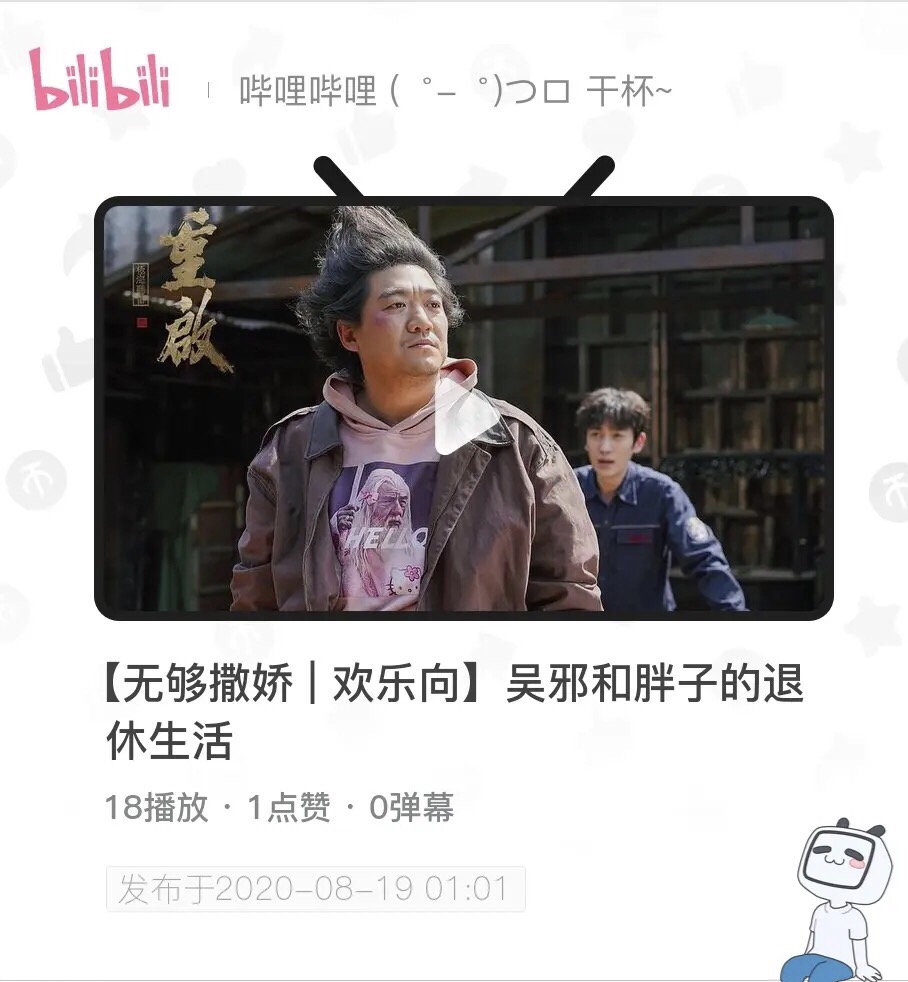 bilibili | 哔哩哔哩 ( ゜- ゜)つロ 干杯~
重
啟
HELLO
【无够撒娇 | 欢乐向】吴邪和胖子的退
休生活
18播放 · 1点赞 · 0弹幕
发布于2020-08-19 01:01